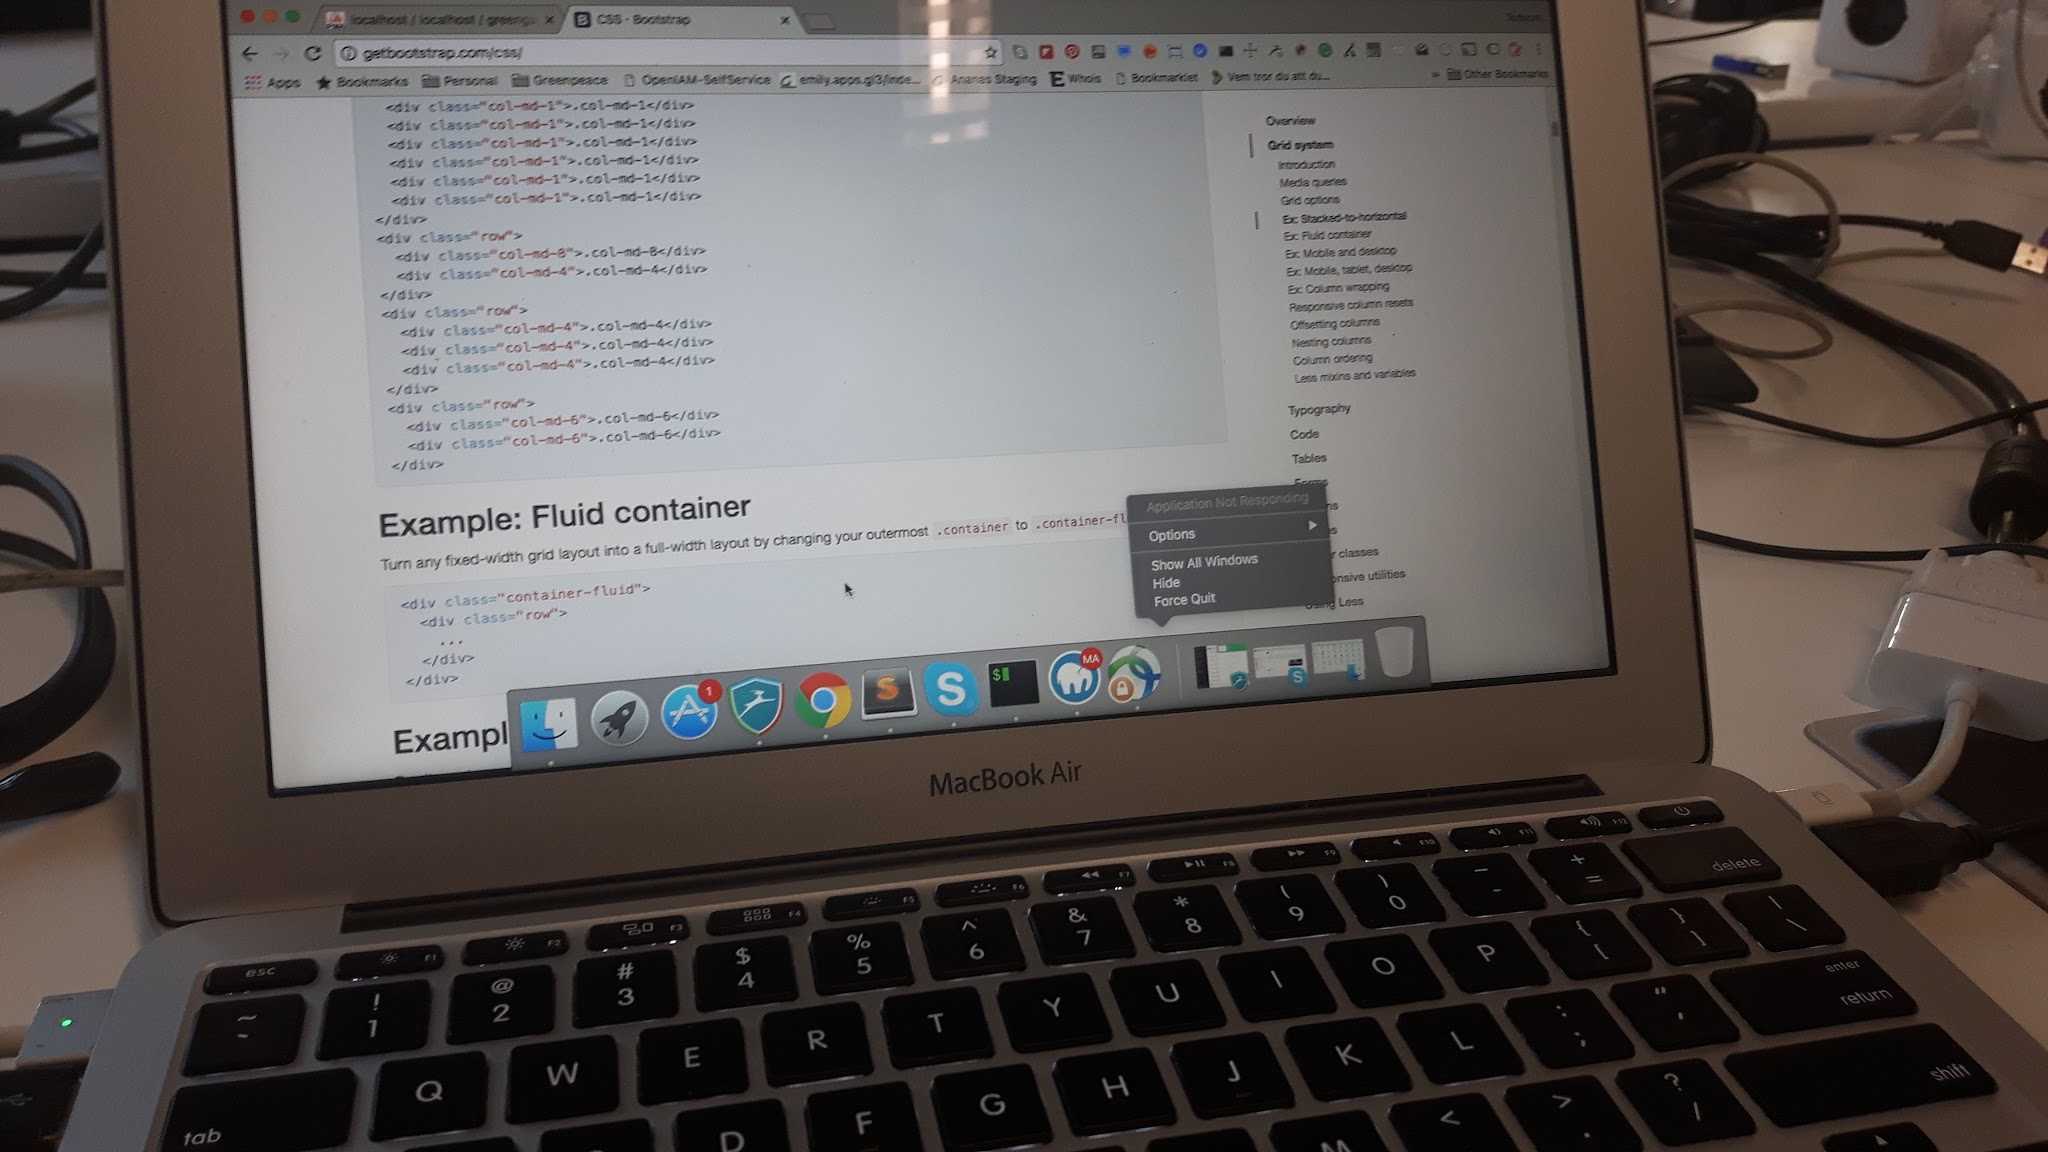 localhost / localhost / greenp
CSS · Bootstrap
getbootstrap.com/css/
Apps Bookmarks Personal Greenpeace OpenIAM-SelfService emily.apps.gl3/inde... Ananas Staging Whois Bookmarklet Vem tror du att du... » Other Bookmarks
<div class="col-md-1">.col-md-1</div>
<div class="col-md-1">.col-md-1</div>
<div class="col-md-1">.col-md-1</div>
<div class="col-md-1">.col-md-1</div>
<div class="col-md-1">.col-md-1</div>
<div class="col-md-1">.col-md-1</div>
</div>
<div class="row">
<div class="col-md-8">.col-md-8</div>
<div class="col-md-4">.col-md-4</div>
</div>
<div class="row">
<div class="col-md-4">.col-md-4</div>
<div class="col-md-4">.col-md-4</div>
<div class="col-md-4">.col-md-4</div>
</div>
<div class="row">
<div class="col-md-6">.col-md-6</div>
<div class="col-md-6">.col-md-6</div>
</div>
Example: Fluid container
Turn any fixed-width grid layout into a full-width layout by changing your outermost .container to .container-fl
<div class="container-fluid">
<div class="row">
...
</div>
</div>
Exampl
Overview
Grid system
Introduction
Media queries
Grid options
Ex: Stacked-to-horizontal
Ex: Fluid container
Ex: Mobile and desktop
Ex: Mobile, tablet, desktop
Ex: Column wrapping
Responsive column resets
Offsetting columns
Nesting columns
Column ordering
Less mixins and variables
Typography
Code
Tables
Forms
ns
s
r classes
onsive utilities
Using Less
Application Not Responding
Options
Show All Windows
Hide
Force Quit
1
S
S
$
MA
MacBook Air
esc F1 F2 F3 F4 F5 F6 F7 F8 F9 F10 F11 F12
~ ! @ # $ % ^ & * ( ) _ +
` 1 2 3 4 5 6 7 8 9 0 - = delete
tab Q W E R T Y U I O P { [ } ] | \
D F G H J K L : ; " ' enter return
M < > . ? / shift